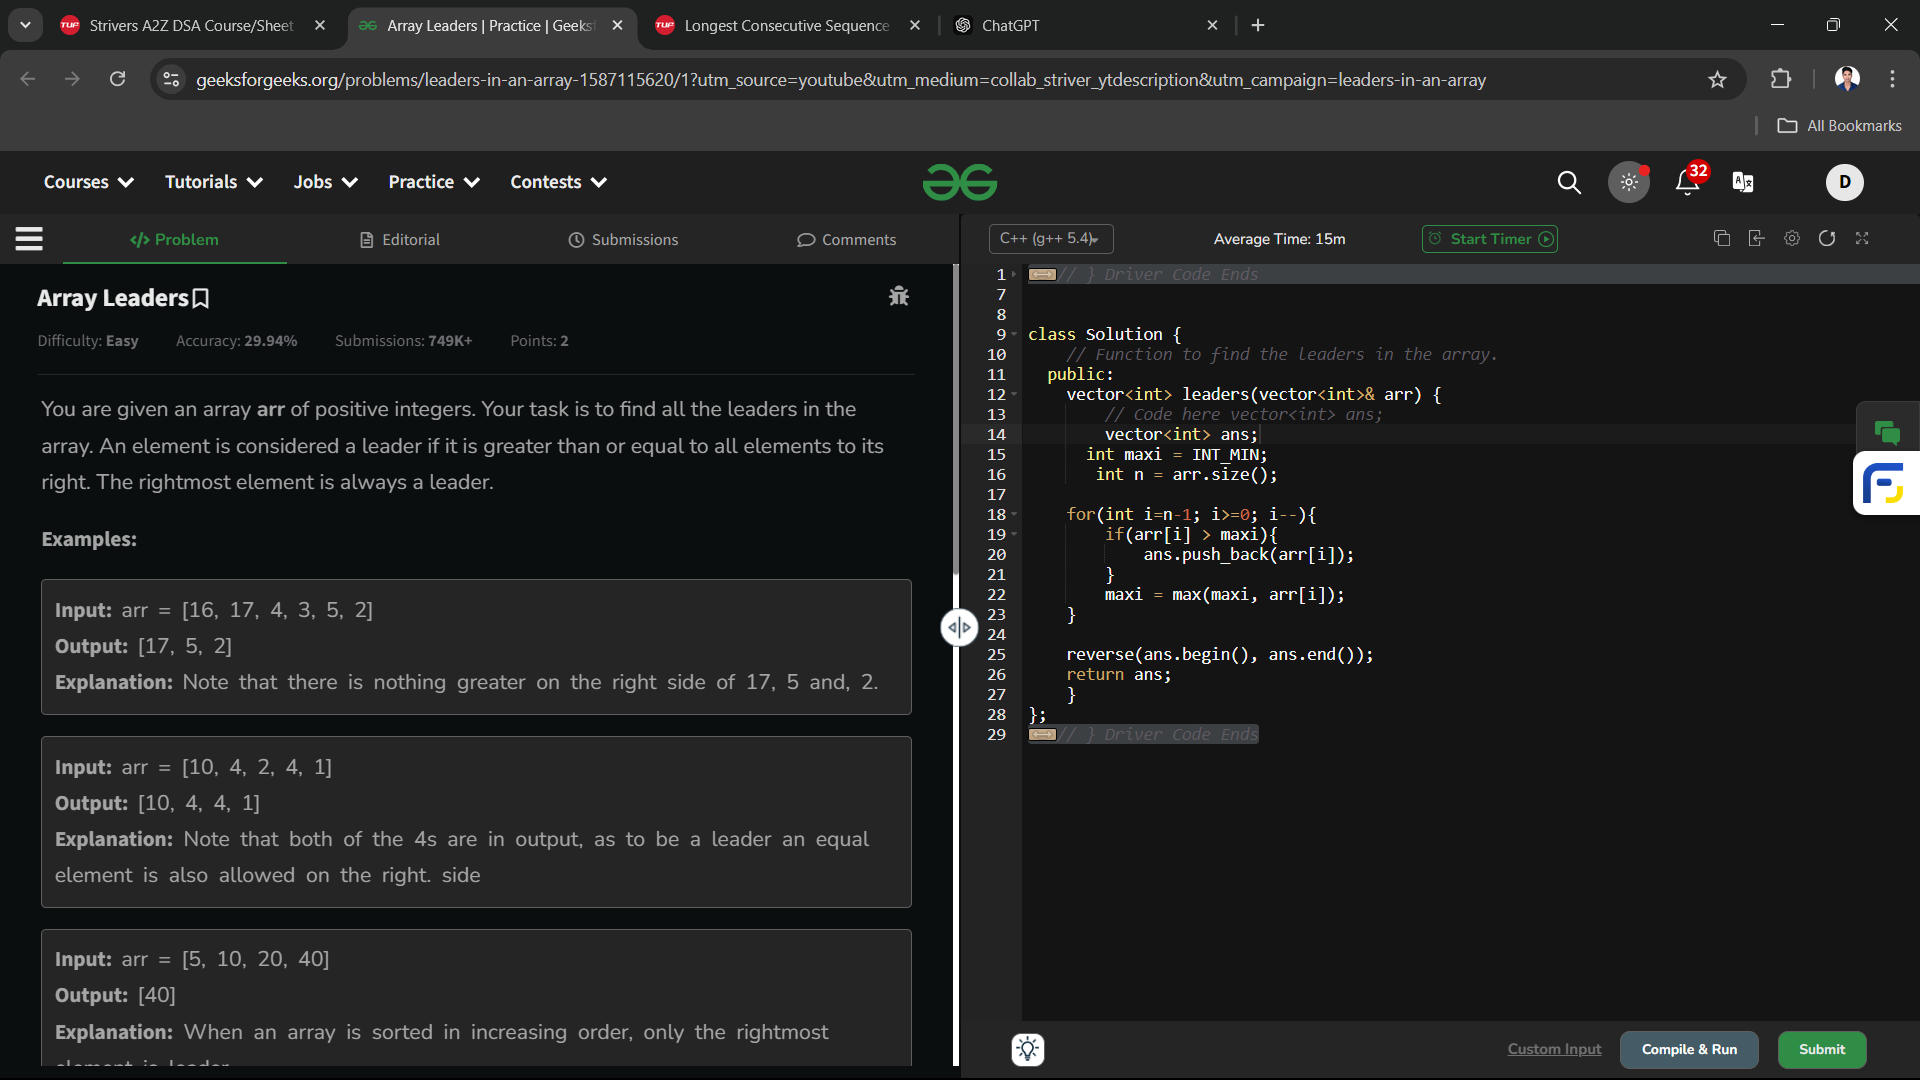 Strivers A2Z DSA Course/Sheet
Array Leaders | Practice | Geeks
Longest Consecutive Sequence
ChatGPT
geeksforgeeks.org/problems/leaders-in-an-array-1587115620/1?utm_source=youtube&utm_medium=collab_striver_ytdescription&utm_campaign=leaders-in-an-array
All Bookmarks
Courses Tutorials Jobs Practice Contests
32
D
Problem
Editorial
Submissions
Comments
Array Leaders
Difficulty: Easy Accuracy: 29.94% Submissions: 749K+ Points: 2
You are given an array arr of positive integers. Your task is to find all the leaders in the
array. An element is considered a leader if it is greater than or equal to all elements to its
right. The rightmost element is always a leader.
Examples:
Input: arr = [16, 17, 4, 3, 5, 2]
Output: [17, 5, 2]
Explanation: Note that there is nothing greater on the right side of 17, 5 and, 2.
Input: arr = [10, 4, 2, 4, 1]
Output: [10, 4, 4, 1]
Explanation: Note that both of the 4s are in output, as to be a leader an equal
element is also allowed on the right. side
Input: arr = [5, 10, 20, 40]
Output: [40]
Explanation: When an array is sorted in increasing order, only the rightmost
element is leader
C++ (g++ 5.4)
Average Time: 15m
Start Timer
1 // } Driver Code Ends
7
8
9 class Solution {
10 // Function to find the leaders in the array.
11 public:
12 vector<int> leaders(vector<int>& arr) {
13 // Code here vector<int> ans;
14 vector<int> ans;
15 int maxi = INT_MIN;
16 int n = arr.size();
17
18 for(int i=n-1; i>=0; i--){
19 if(arr[i] > maxi){
20 ans.push_back(arr[i]);
21 }
22 maxi = max(maxi, arr[i]);
23 }
24
25 reverse(ans.begin(), ans.end());
26 return ans;
27 }
28 };
29 // } Driver Code Ends
Custom Input
Compile & Run
Submit